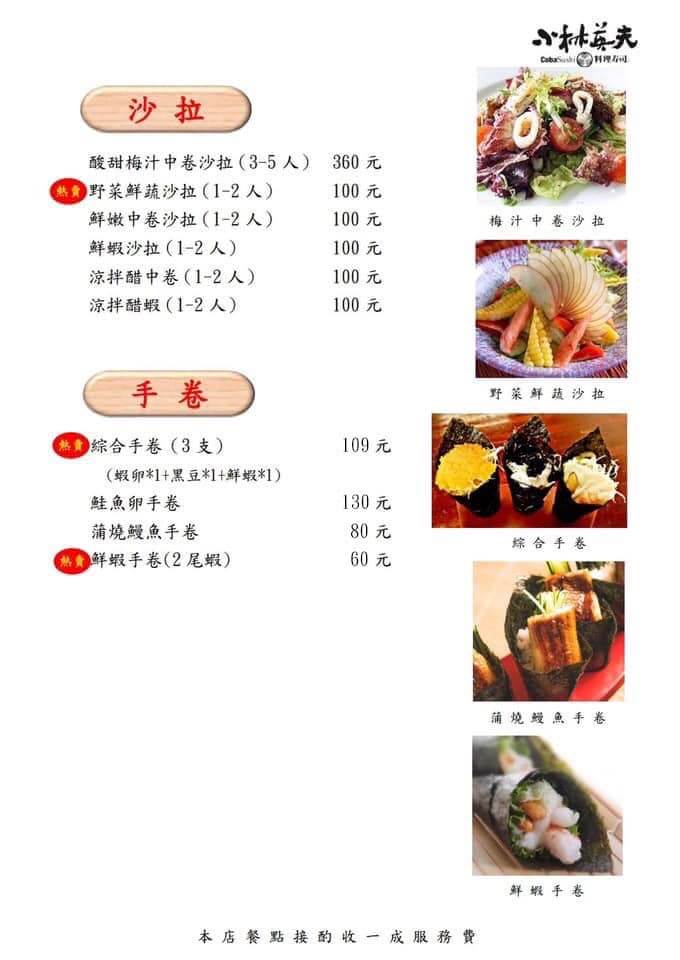 小林英夫
CobaSushi 料理寿司
沙拉
酸甜梅汁中卷沙拉(3-5人) 360元
熱賣 野菜鮮蔬沙拉(1-2人) 100元
鮮嫩中卷沙拉(1-2人) 100元
鮮蝦沙拉(1-2人) 100元
涼拌醋中卷(1-2人) 100元
涼拌醋蝦(1-2人) 100元
梅汁中卷沙拉
野菜鮮蔬沙拉
手卷
熱賣 綜合手卷(3支) 109元
(蝦卵*1+黑豆*1+鮮蝦*1)
鮭魚卵手卷 130元
蒲燒鰻魚手卷 80元
熱賣 鮮蝦手卷(2尾蝦) 60元
綜合手卷
蒲燒鰻魚手卷
鮮蝦手卷
本店餐點接酌收一成服務費